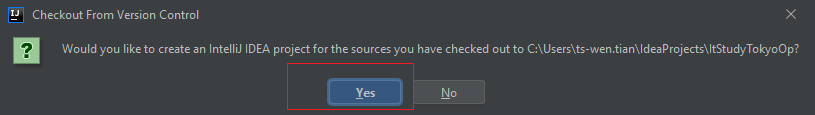 IJ Checkout From Version Control
Would you like to create an IntelliJ IDEA project for the sources you have checked out to C:\Users\ts-wen.tian\IdeaProjects\ItStudyTokyoOp?
Yes No